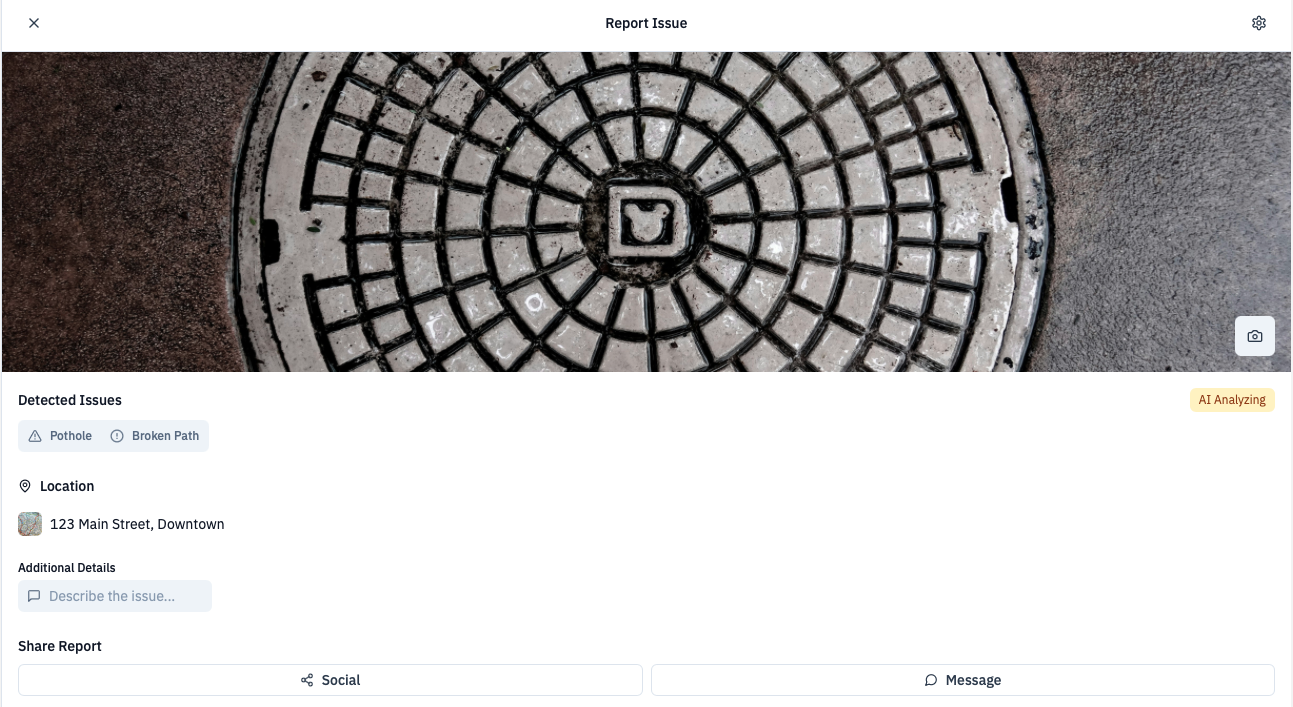 Report Issue
Detected Issues
AI Analyzing
Pothole
Broken Path
Location
123 Main Street, Downtown
Additional Details
Describe the issue...
Share Report
Social
Message